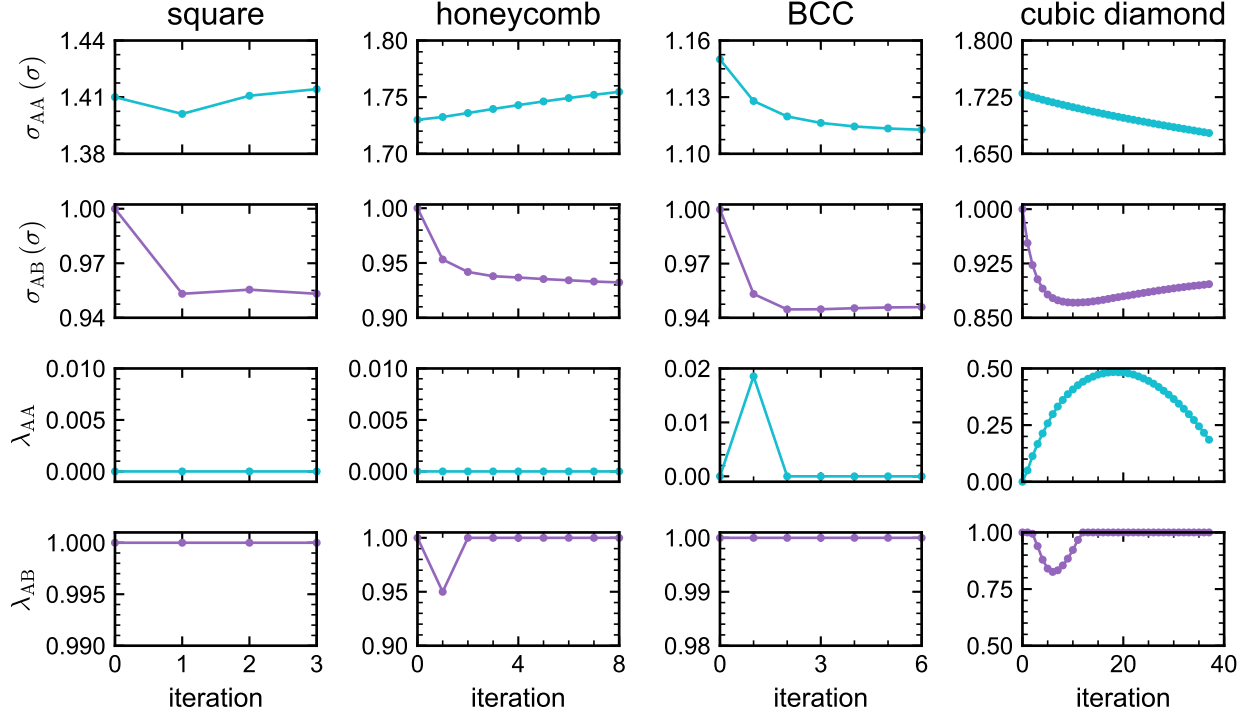 square honeycomb BCC cubic diamond
σAA (σ)
1.44 1.41 1.38
1.80 1.75 1.70
1.16 1.13 1.10
1.800 1.725 1.650
σAB (σ)
1.00 0.97 0.94
1.00 0.95 0.90
1.00 0.97 0.94
1.000 0.925 0.850
λAA
0.010 0.005 0.000
0.010 0.005 0.000
0.02 0.01 0.00
0.50 0.25 0.00
λAB
1.000 0.995 0.990
1.00 0.95 0.90
1.00 0.99 0.98
1.00 0.75 0.50
0 1 2 3 0 4 8 0 3 6 0 20 40
iteration iteration iteration iteration